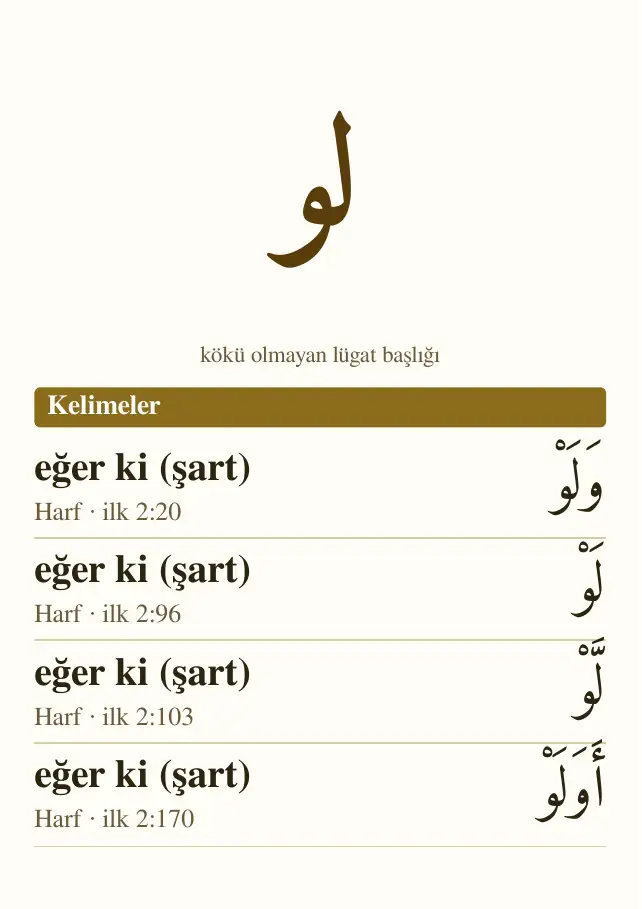 لو
kökü olmayan lügat başlığı
Kelimeler
eğer ki (şart) وَلَوْ
Harf · ilk 2:20
eğer ki (şart) لَوْ
Harf · ilk 2:96
eğer ki (şart) لَّوْ
Harf · ilk 2:103
eğer ki (şart) أَوَلَوْ
Harf · ilk 2:170